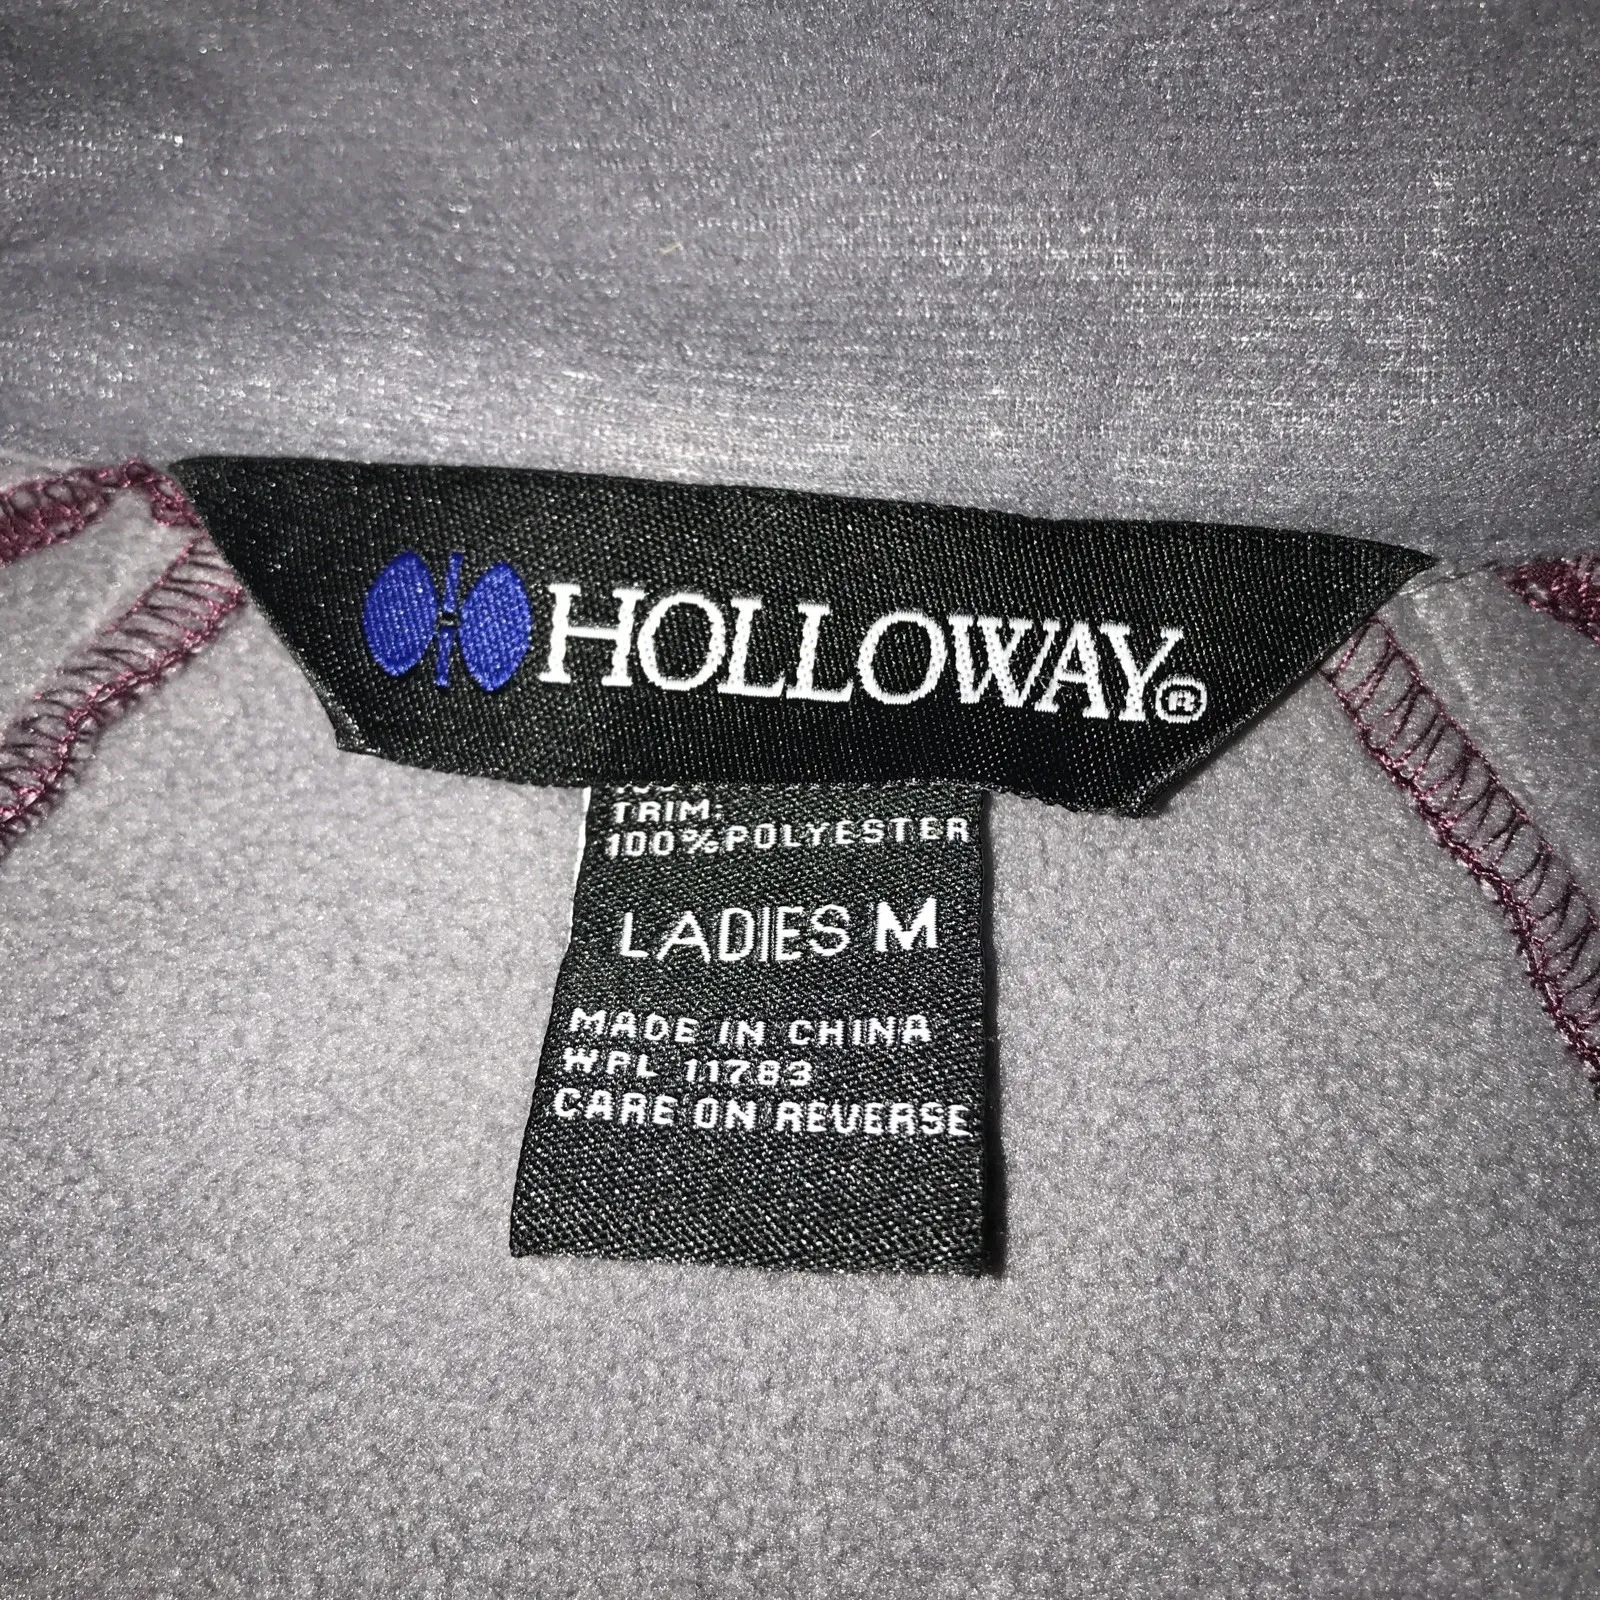 HOLLOWAY®
TRIM:
100%POLYESTER
LADIES M
MADE IN CHINA
WPL 11783
CARE ON REVERSE